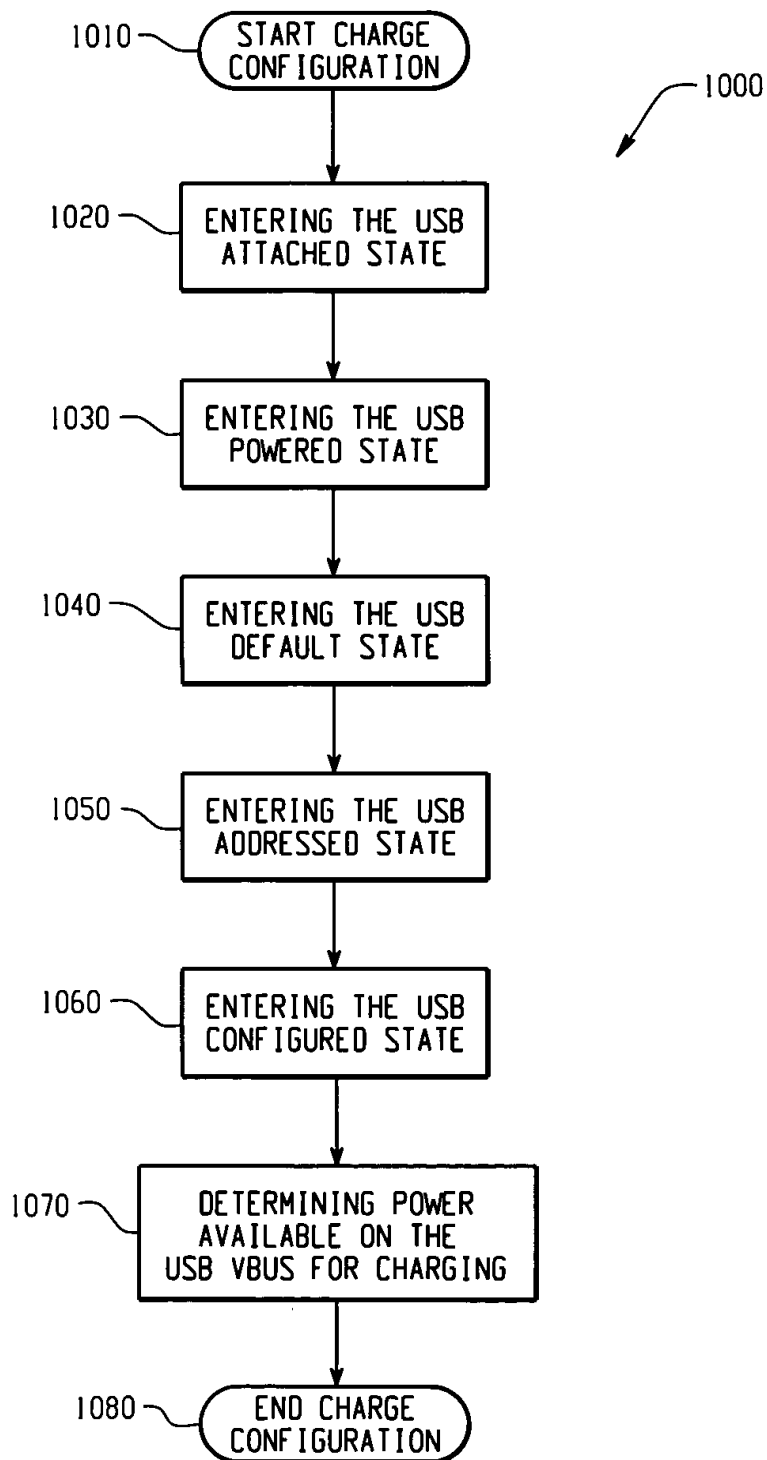 1010
START CHARGE
CONFIGURATION
1000
1020
ENTERING THE USB
ATTACHED STATE
1030
ENTERING THE USB
POWERED STATE
1040
ENTERING THE USB
DEFAULT STATE
1050
ENTERING THE USB
ADDRESSED STATE
1060
ENTERING THE USB
CONFIGURED STATE
1070
DETERMINING POWER
AVAILABLE ON THE
USB VBUS FOR CHARGING
1080
END CHARGE
CONFIGURATION